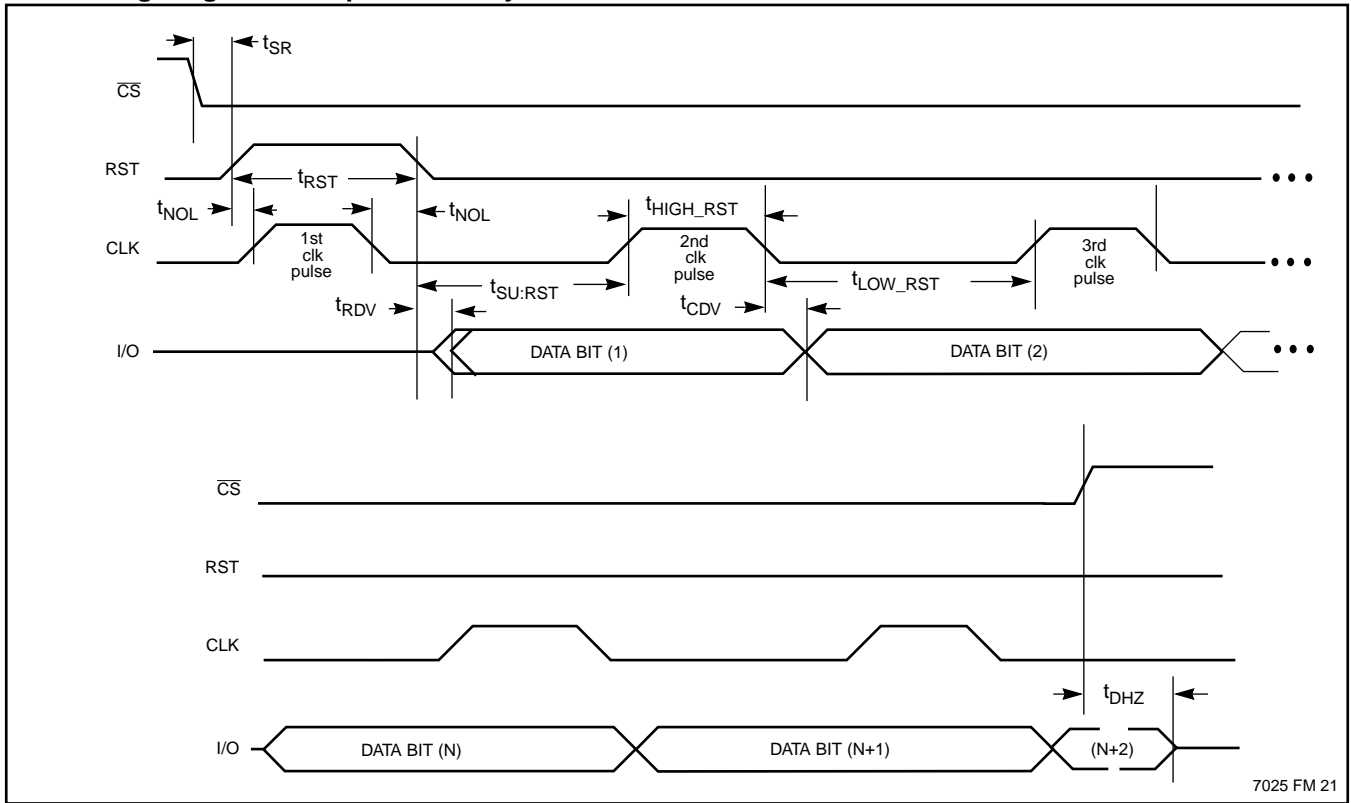 t_SR
CS
RST
t_RST
t_NOL
t_NOL
t_HIGH_RST
CLK
1st
clk
pulse
2nd
clk
pulse
3rd
clk
pulse
t_SU:RST
t_LOW_RST
t_RDV
t_CDV
I/O
DATA BIT (1)
DATA BIT (2)
CS
RST
CLK
t_DHZ
I/O
DATA BIT (N)
DATA BIT (N+1)
(N+2)
7025 FM 21